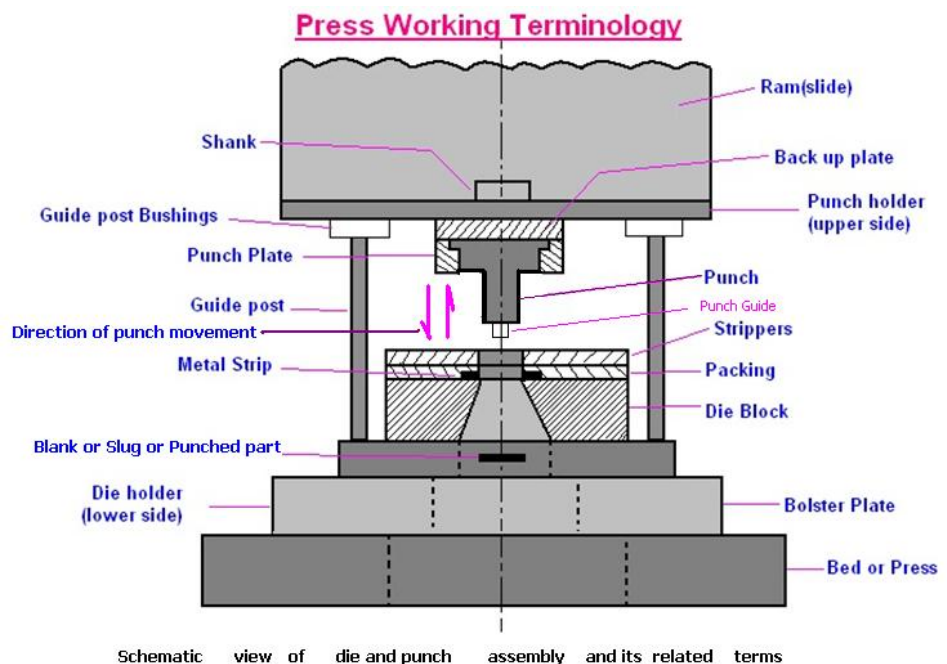 Press Working Terminology
Ram(slide)
Shank
Back up plate
Guide post Bushings
Punch holder
(upper side)
Punch Plate
Punch
Guide post
Punch Guide
Direction of punch movement
Strippers
Metal Strip
Packing
Die Block
Blank or Slug or Punched part
Die holder
(lower side)
Bolster Plate
Bed or Press
Schematic view of die and punch assembly and its related terms